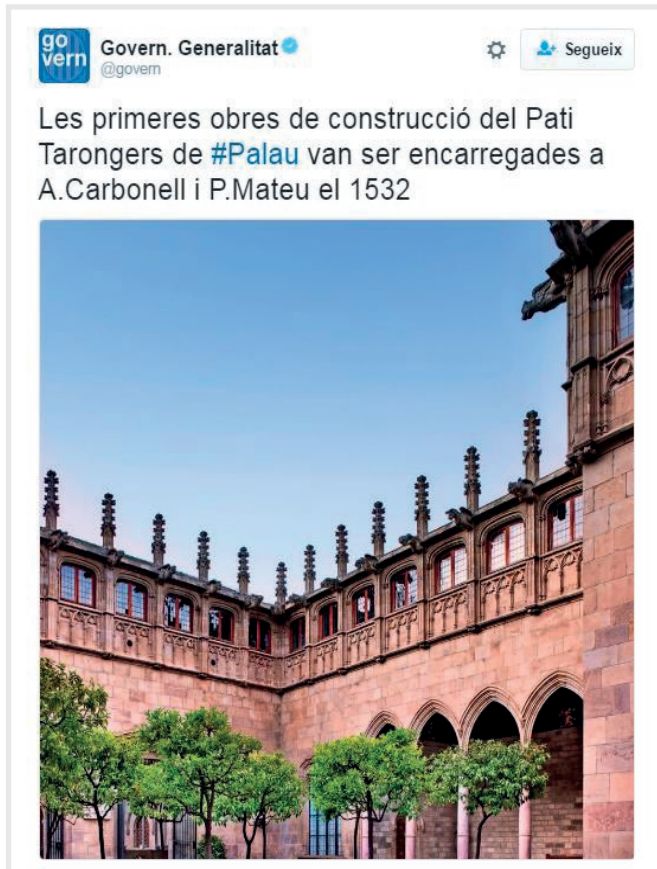 go
vern
Govern. Generalitat
@govern
Segueix
Les primeres obres de construcció del Pati
Tarongers de #Palau van ser encarregades a
A.Carbonell i P.Mateu el 1532